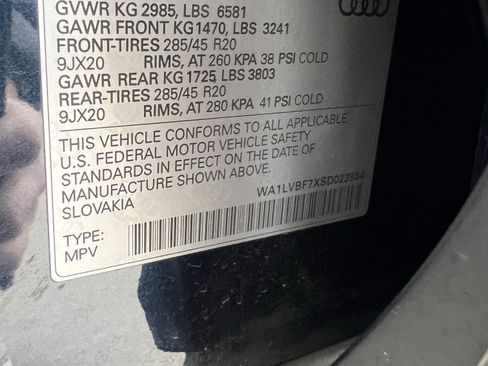 GVWR KG 2985, LBS 6581
GAWR FRONT KG1470, LBS 3241
FRONT-TIRES 285/45 R20
9JX20 RIMS, AT 260 KPA 38 PSI COLD
GAWR REAR KG 1725, LBS 3803
REAR-TIRES 285/45 R20
9JX20 RIMS, AT 280 KPA 41 PSI COLD
THIS VEHICLE CONFORMS TO ALL APPLICABLE
U.S. FEDERAL MOTOR VEHICLE SAFETY
STANDARDS IN EFFECT ON THE DATE OF
MANUFACTURE SHOWN ABOVE.
SLOVAKIA
WA1LVBF7XSD023984
TYPE:
MPV